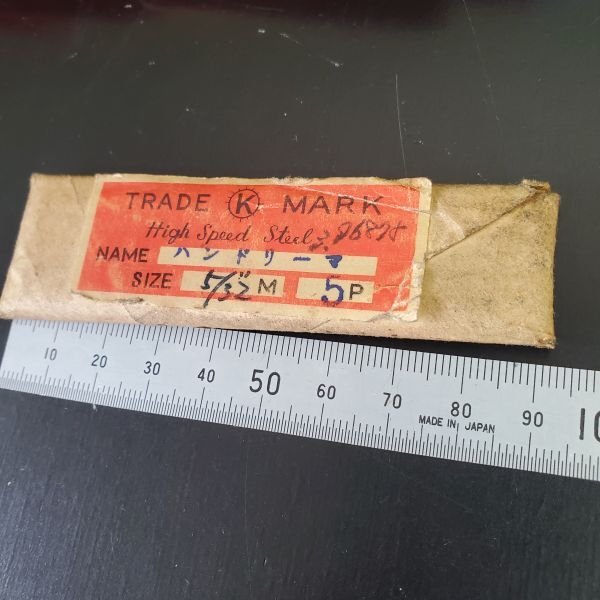 TRADE K MARK
High Speed Steel
NAME ハンドリーマ
SIZE 5/32" M 5P
10 20 30 40 50 60 70 80 90 10
MADE IN JAPAN